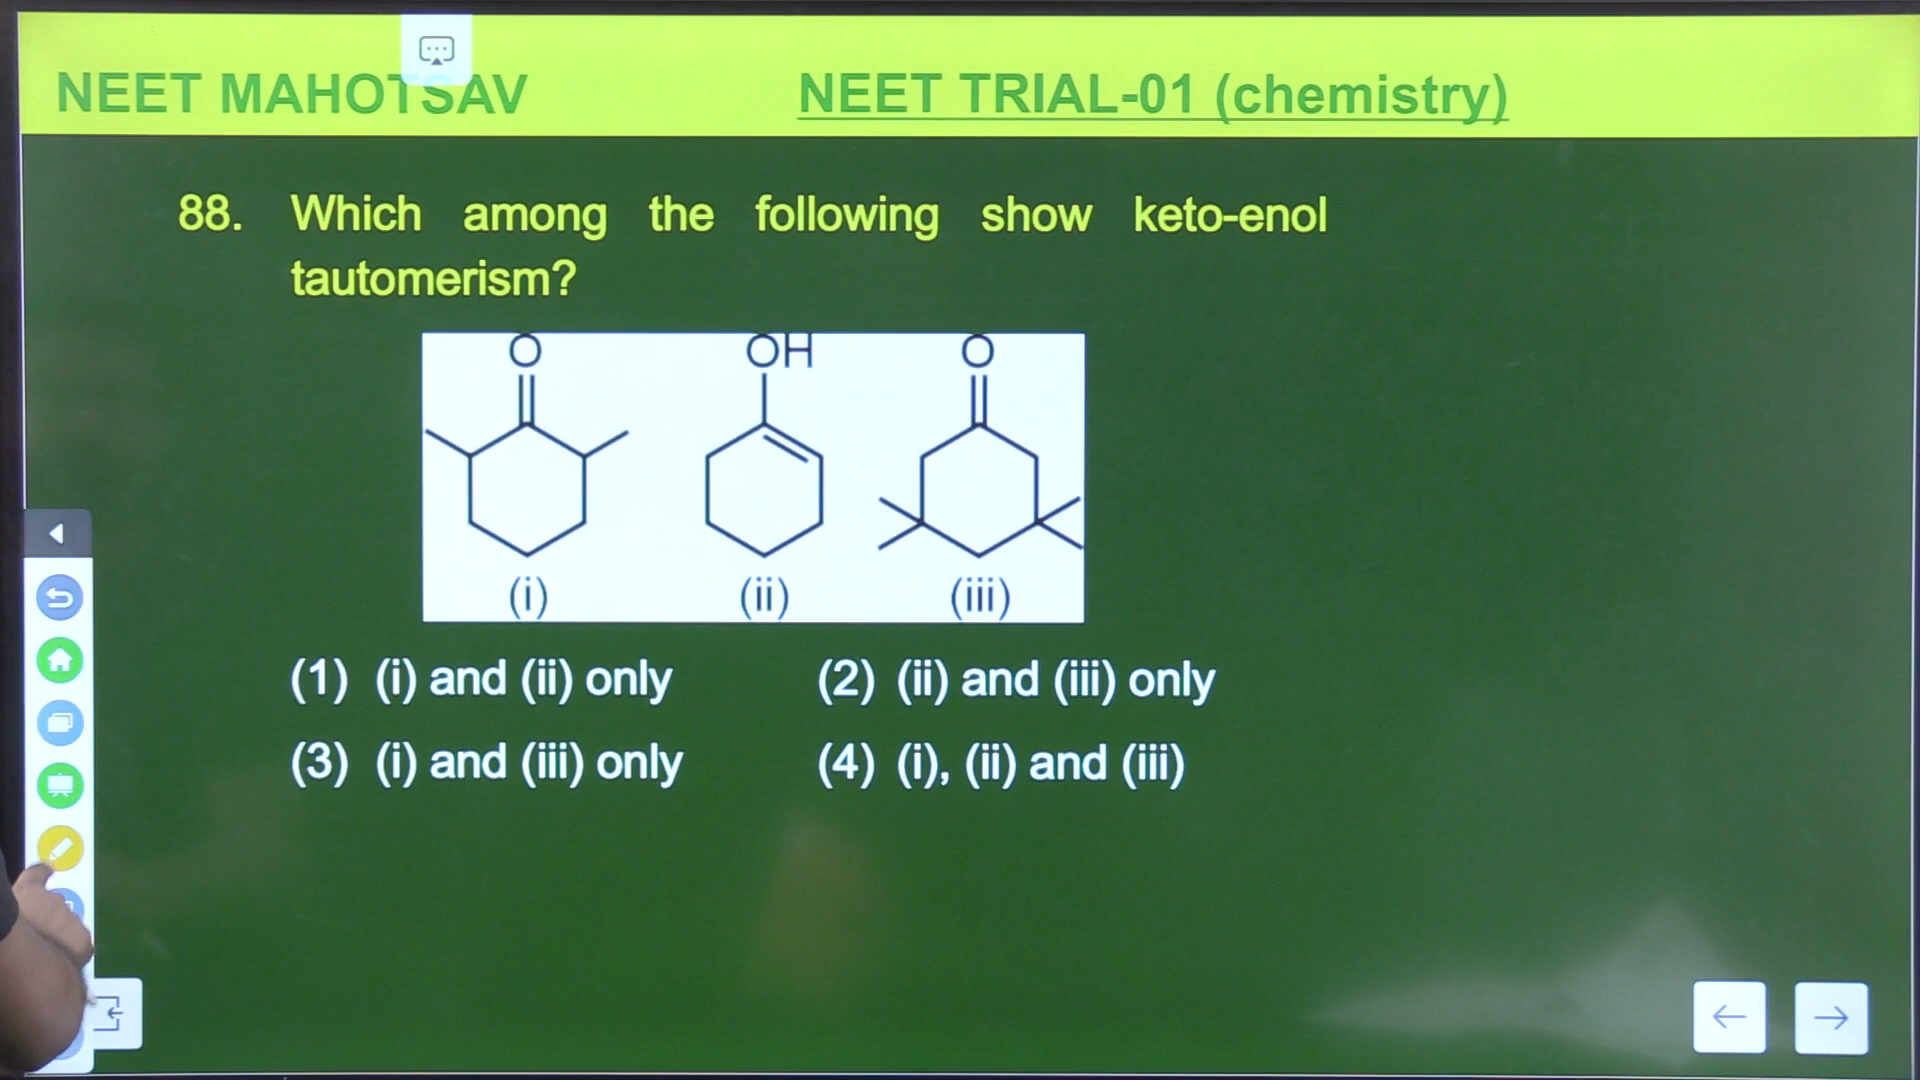 NEET MAHOTSAV
NEET TRIAL-01 (chemistry)
88. Which among the following show keto-enol
tautomerism?
O OH O
(i) (ii) (iii)
(1) (i) and (ii) only (2) (ii) and (iii) only
(3) (i) and (iii) only (4) (i), (ii) and (iii)